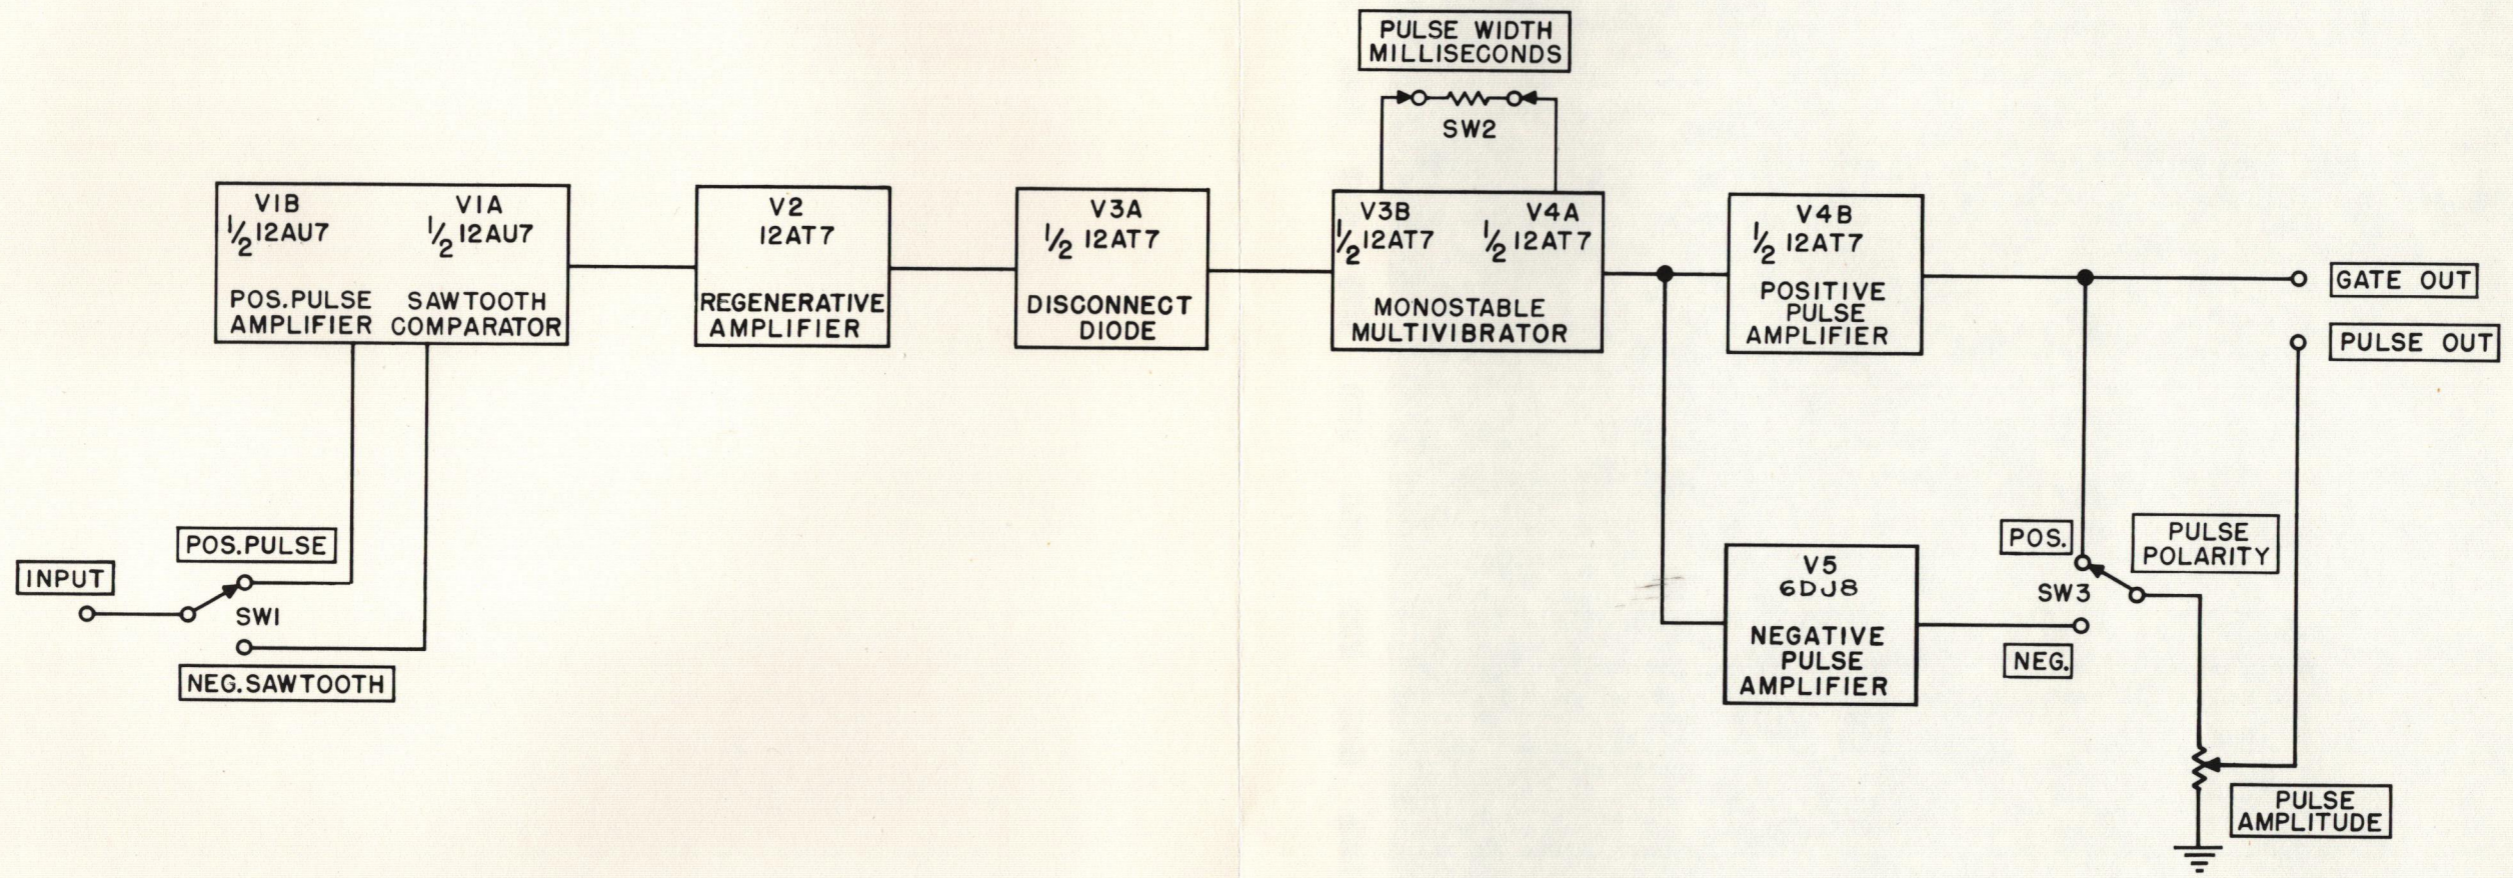 PULSE WIDTH
MILLISECONDS
SW2
V1B
½ 12AU7
POS.PULSE
AMPLIFIER
V1A
½ 12AU7
SAWTOOTH
COMPARATOR
V2
12AT7
REGENERATIVE
AMPLIFIER
V3A
½ 12AT7
DISCONNECT
DIODE
V3B
½ 12AT7
V4A
½ 12AT7
MONOSTABLE
MULTIVIBRATOR
V4B
½ 12AT7
POSITIVE
PULSE
AMPLIFIER
GATE OUT
PULSE OUT
INPUT
POS.PULSE
SW1
NEG.SAWTOOTH
V5
6DJ8
NEGATIVE
PULSE
AMPLIFIER
POS.
SW3
NEG.
PULSE
POLARITY
PULSE
AMPLITUDE